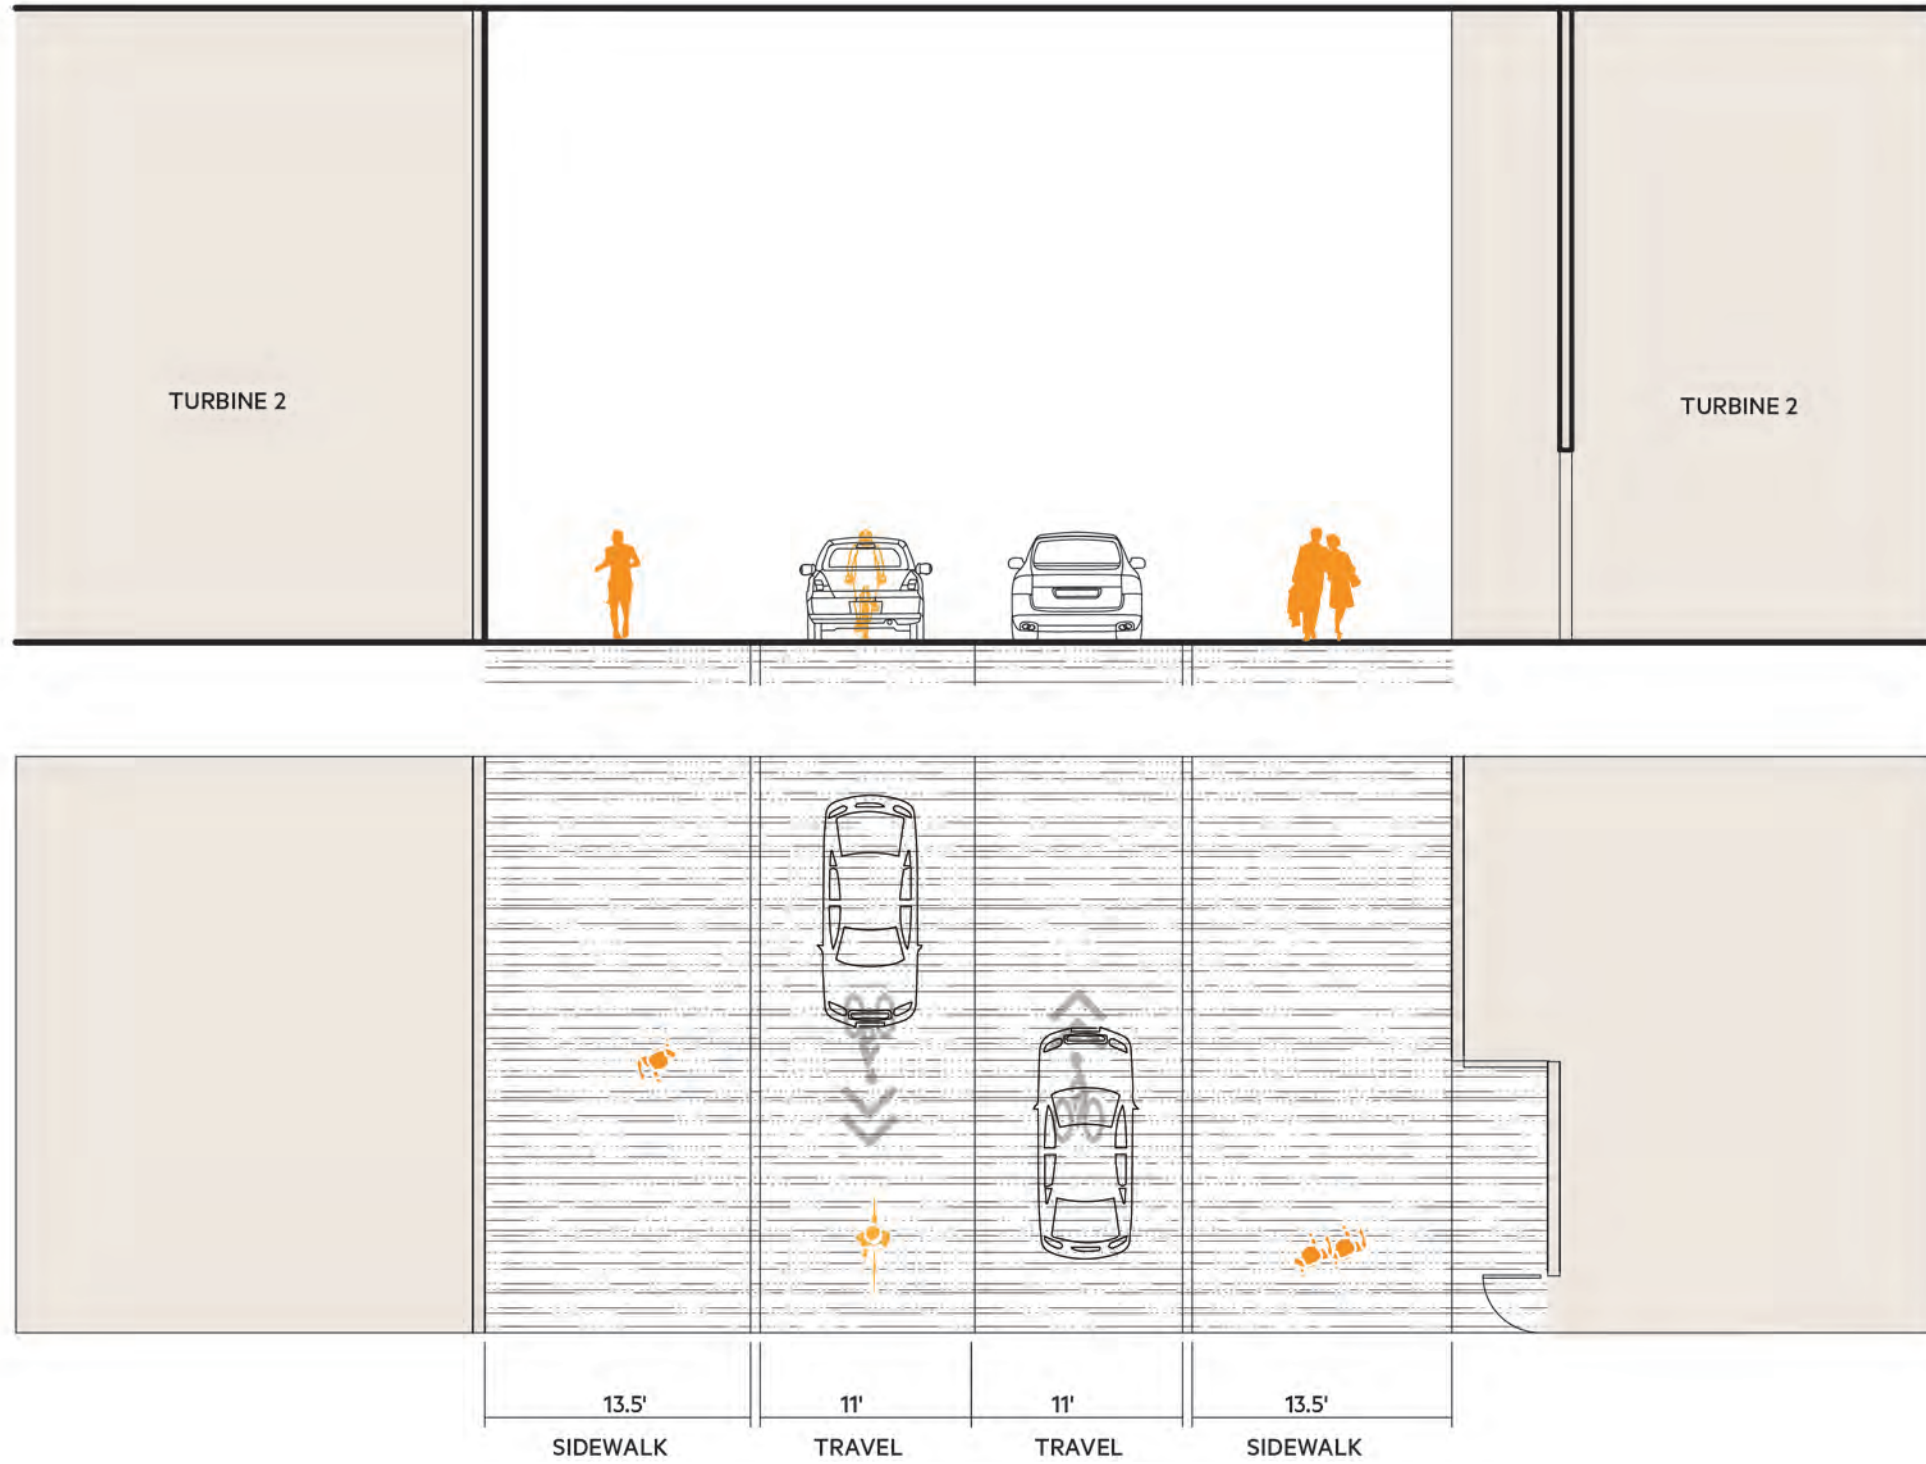 TURBINE 2
TURBINE 2
13.5'
11'
11'
13.5'
SIDEWALK
TRAVEL
TRAVEL
SIDEWALK